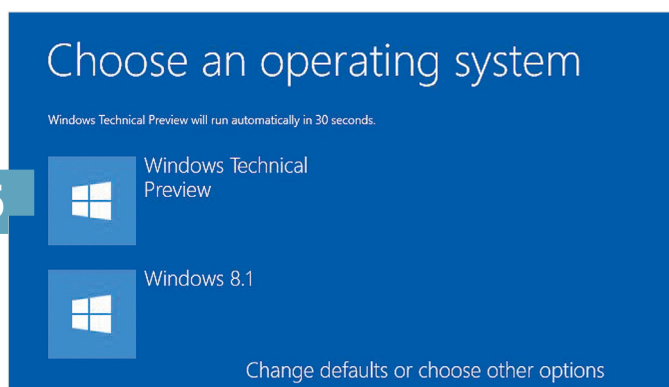 Choose an operating system
Windows Technical Preview will run automatically in 30 seconds.
Windows Technical
Preview
Windows 8.1
Change defaults or choose other options